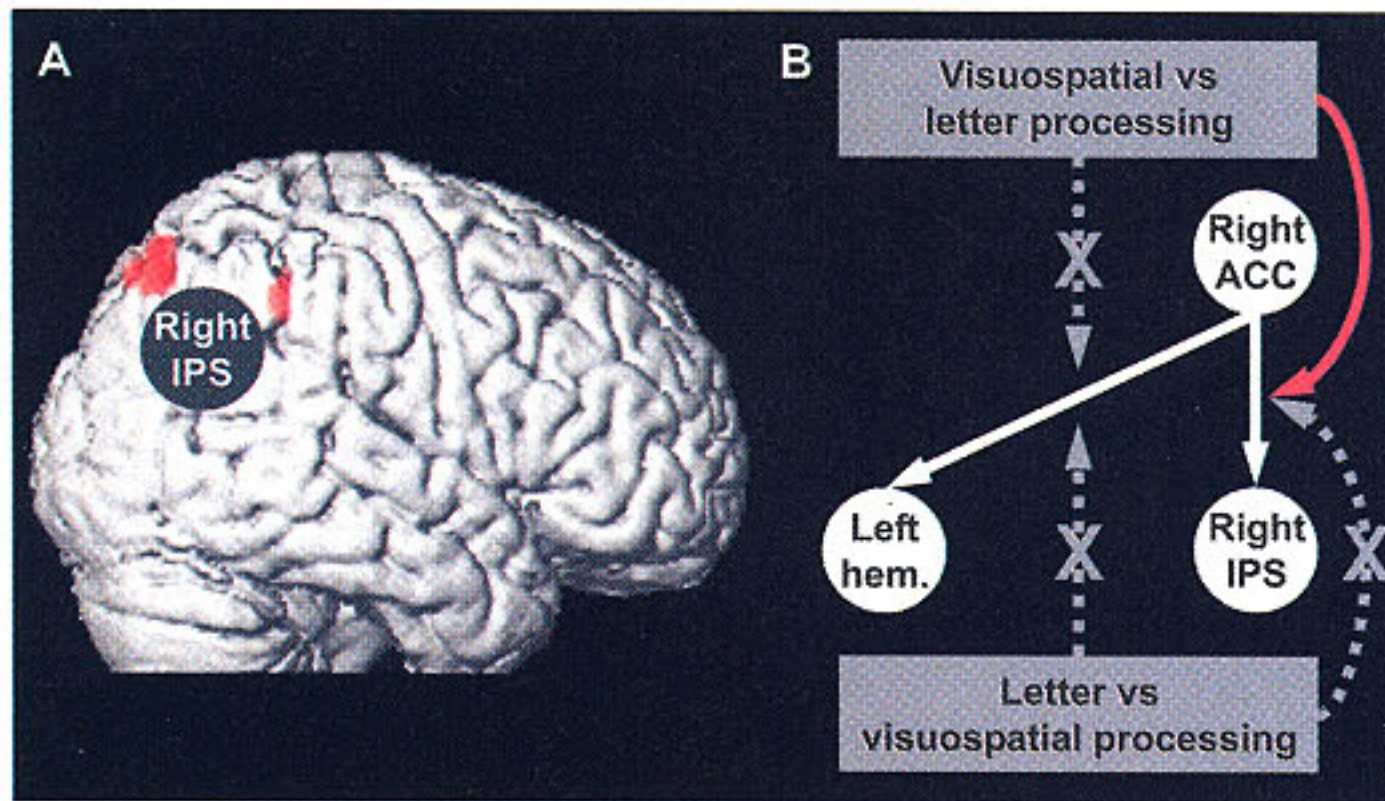 A
Right
IPS
B
Visuospatial vs
letter processing
X
Right
ACC
Left
hem.
X
Right
IPS
X
Letter vs
visuospatial processing